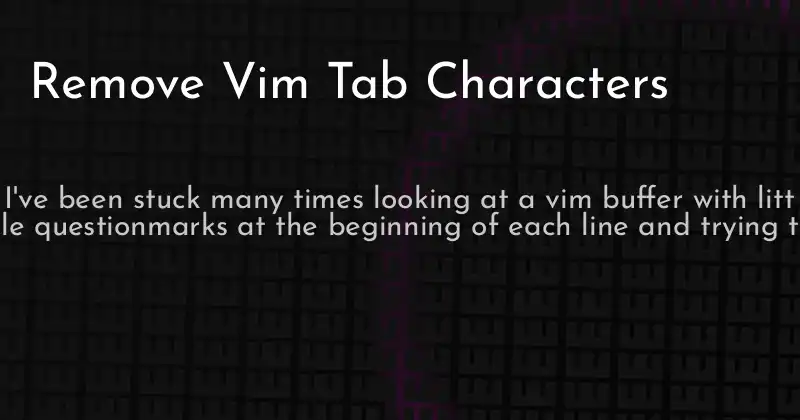 Remove Vim Tab Characters
I've been stuck many times looking at a vim buffer with litt
le questionmarks at the beginning of each line and trying t